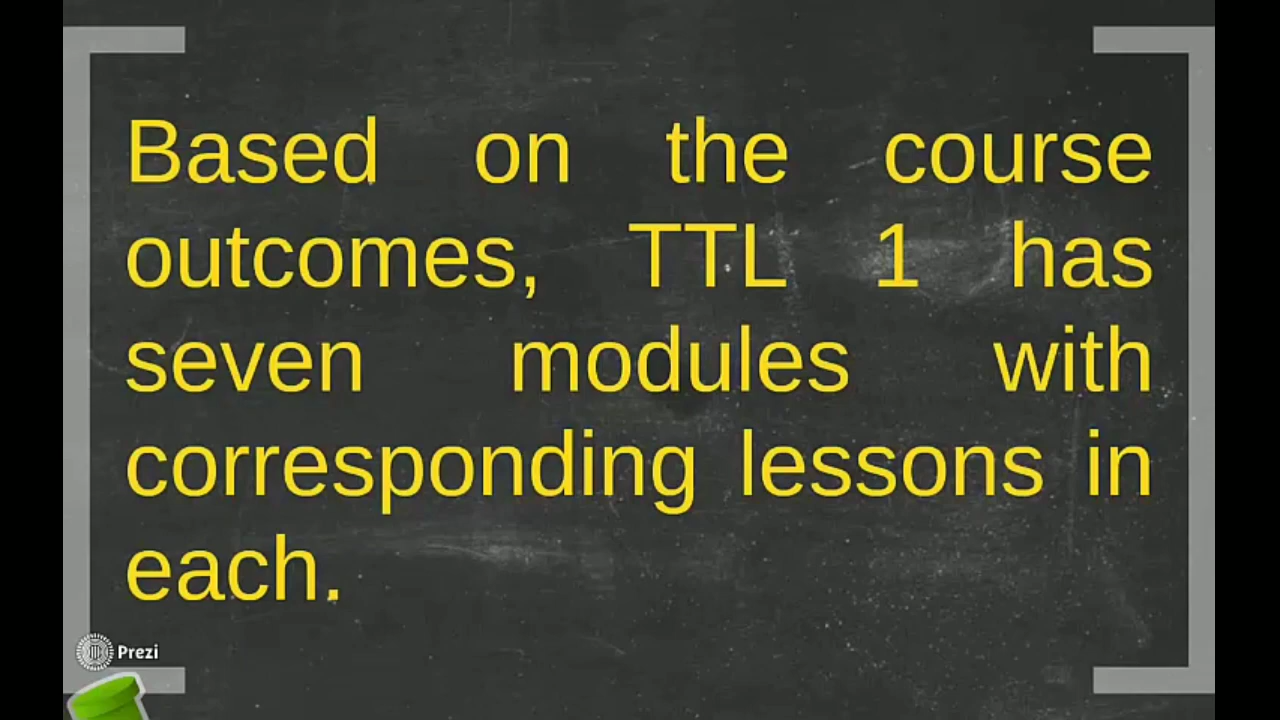 Based on the course
outcomes, TTL 1 has
seven modules with
corresponding lessons in
each.
Prezi